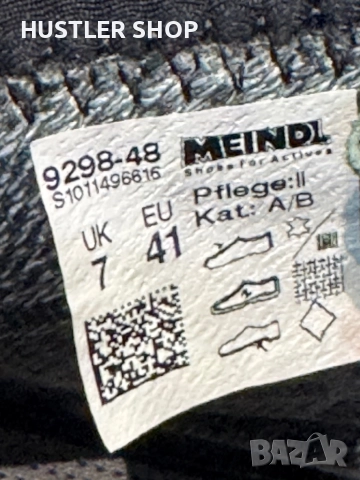 HUSTLER SHOP
9298-48
S1011496616
MEINDL
Shoes For Actives
Pflege: II
Kat.: A/B
UK EU
7 41
BAZAR